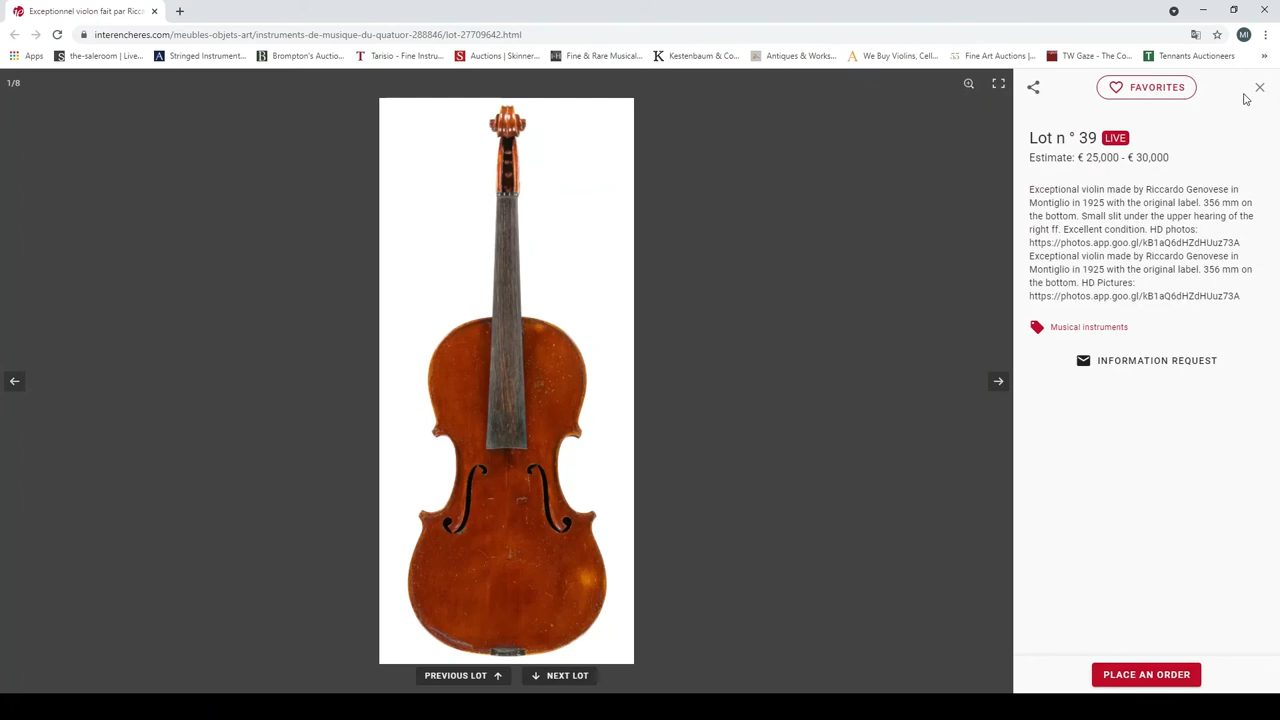 Exceptionnel violon fait par Ricca
interencheres.com/meubles-objets-art/instruments-de-musique-du-quatuor-288846/lot-27709642.html
MI
Apps
the-saleroom | Live...
Stringed Instrument...
Brompton's Auctio...
Tarisio - Fine Instru...
Auctions | Skinner...
Fine & Rare Musical...
Kestenbaum & Co...
Antiques & Works...
We Buy Violins, Cell...
Fine Art Auctions |...
TW Gaze - The Co...
Tennants Auctioneers
»
1/8
FAVORITES
Lot n ° 39 LIVE
Estimate: € 25,000 - € 30,000
Exceptional violin made by Riccardo Genovese in
Montiglio in 1925 with the original label. 356 mm on
the bottom. Small slit under the upper hearing of the
right ff. Excellent condition. HD photos:
https://photos.app.goo.gl/kB1aQ6dHZdHUuz73A
Exceptional violin made by Riccardo Genovese in
Montiglio in 1925 with the original label. 356 mm on
the bottom. HD Pictures:
https://photos.app.goo.gl/kB1aQ6dHZdHUuz73A
Musical instruments
INFORMATION REQUEST
PREVIOUS LOT
NEXT LOT
PLACE AN ORDER